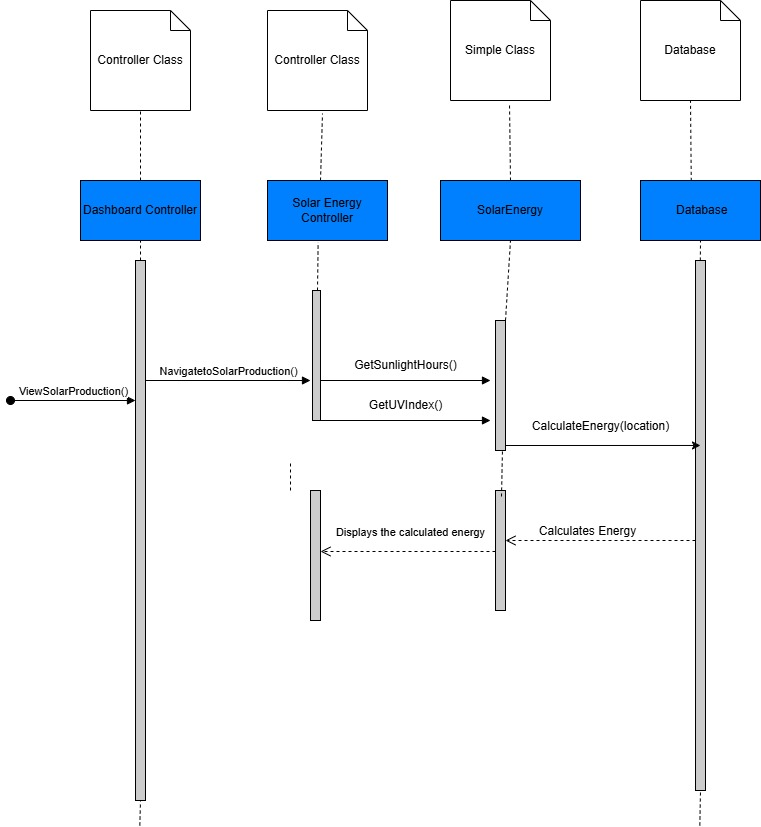 Controller Class
Controller Class
Simple Class
Database
Dashboard Controller
Solar Energy
Controller
SolarEnergy
Database
GetSunlightHours()
NavigatetoSolarProduction()
ViewSolarProduction()
GetUVIndex()
CalculateEnergy(location)
Displays the calculated energy
Calculates Energy